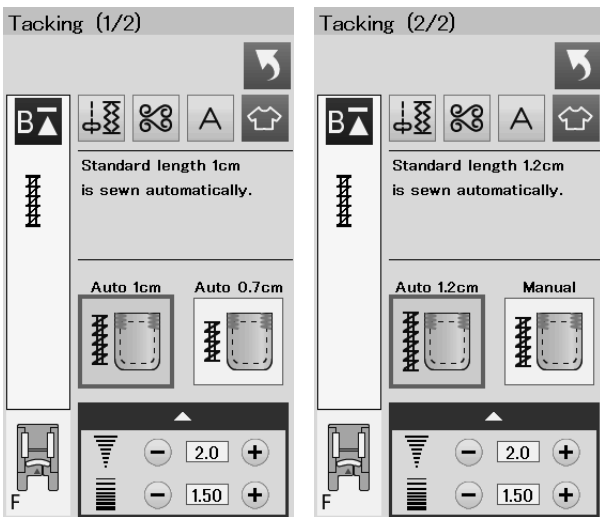 Tacking (1/2)
B
A
Standard length 1cm
is sewn automatically.
Auto 1cm Auto 0.7cm
2.0
1.50
F
Tacking (2/2)
B
A
Standard length 1.2cm
is sewn automatically.
Auto 1.2cm Manual
2.0
1.50
F